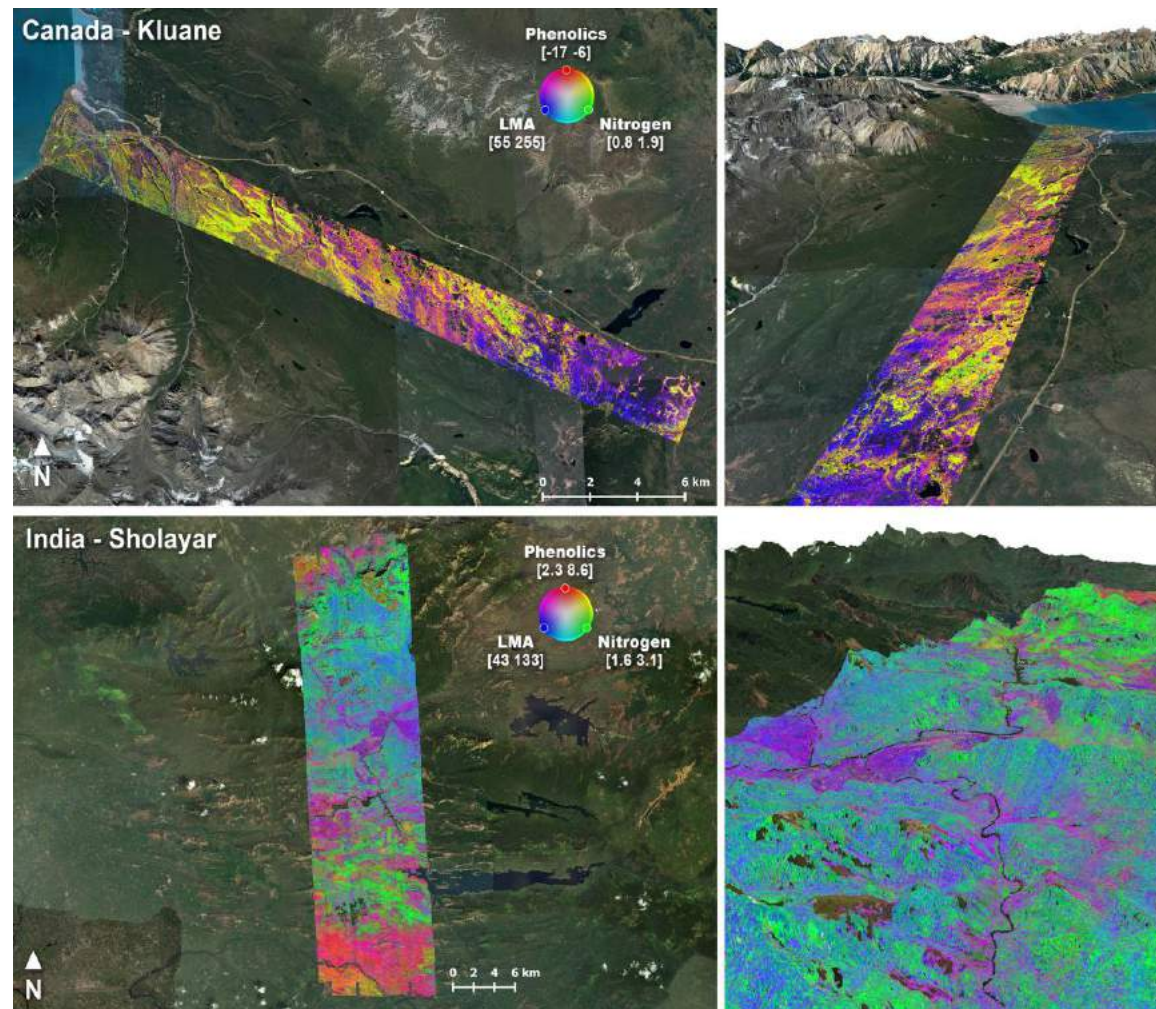 Canada - Kluane
Phenolics
[-17 -6]
LMA
[55 255]
Nitrogen
[0.8 1.9]
N
0 2 4 6 km
India - Sholayar
Phenolics
[2.3 8.6]
LMA
[43 133]
Nitrogen
[1.6 3.1]
N
0 2 4 6 km